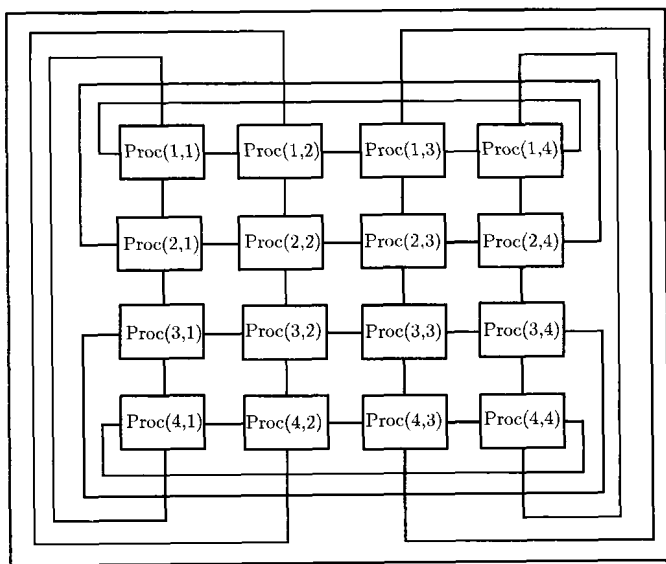 Proc(1,1) Proc(1,2) Proc(1,3) Proc(1,4)
Proc(2,1) Proc(2,2) Proc(2,3) Proc(2,4)
Proc(3,1) Proc(3,2) Proc(3,3) Proc(3,4)
Proc(4,1) Proc(4,2) Proc(4,3) Proc(4,4)